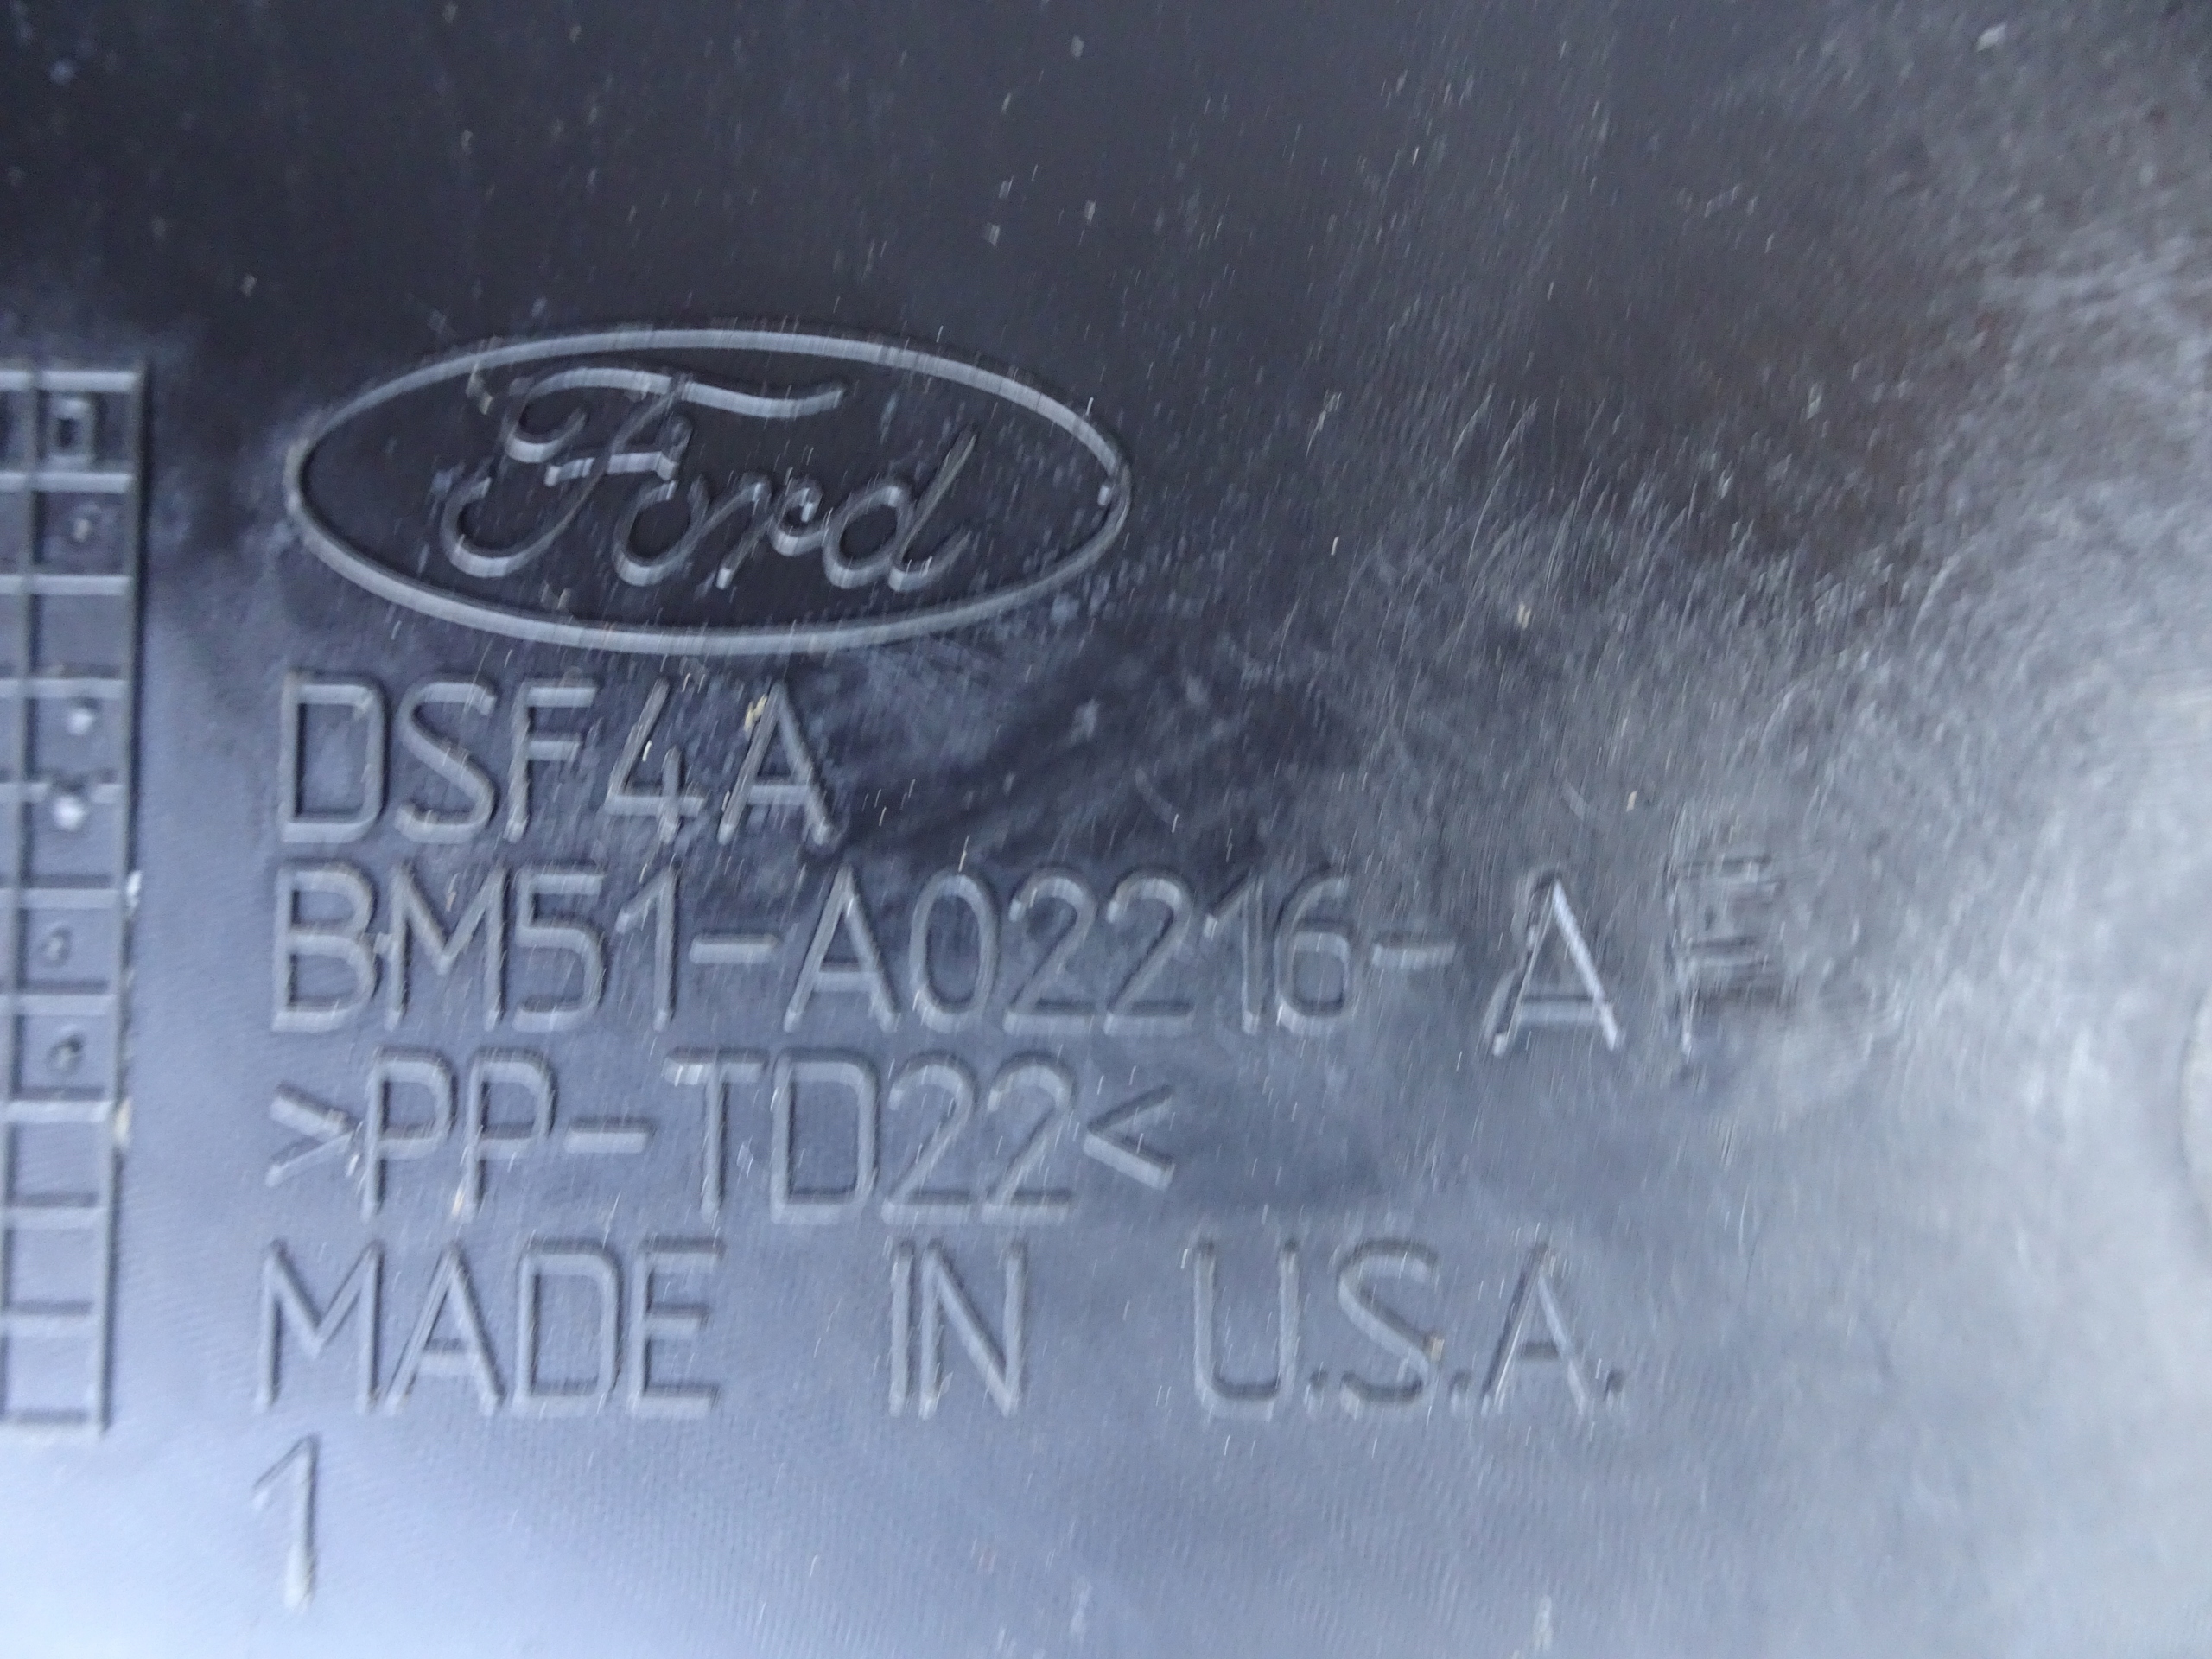 Ford
DSF4A
BM51-A02216-A
>PP-TD22<
MADE IN U.S.A.
1